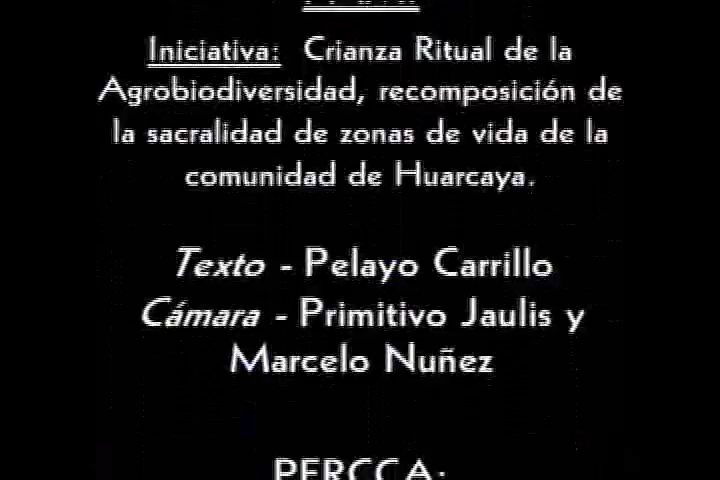 Iniciativa: Crianza Ritual de la
Agrobiodiversidad, recomposición de
la sacralidad de zonas de vida de la
comunidad de Huarcaya.
Texto - Pelayo Carrillo
Cámara - Primitivo Jaulis y
Marcelo Nuñez
PERCCA: